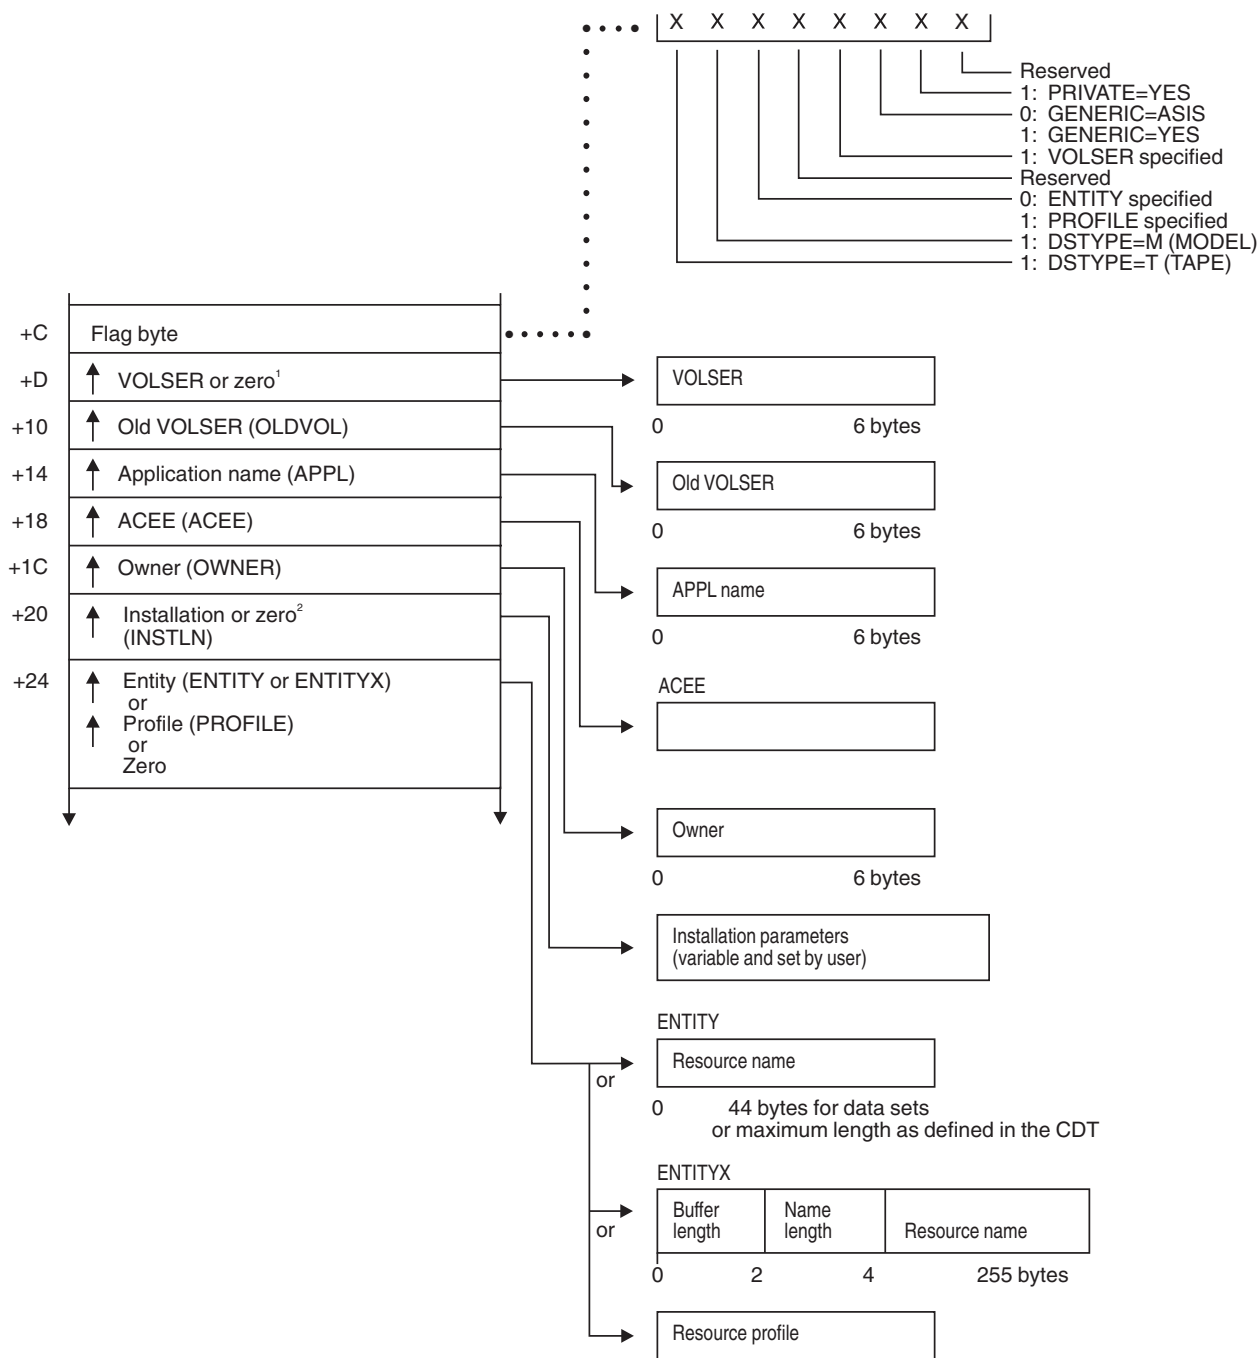 X X X X X X X X
Reserved
1: PRIVATE=YES
0: GENERIC=ASIS
1: GENERIC=YES
1: VOLSER specified
Reserved
0: ENTITY specified
1: PROFILE specified
1: DSTYPE=M (MODEL)
1: DSTYPE=T (TAPE)
+C Flag byte
+D VOLSER or zero¹
+10 Old VOLSER (OLDVOL)
+14 Application name (APPL)
+18 ACEE (ACEE)
+1C Owner (OWNER)
+20 Installation or zero²
(INSTLN)
+24 Entity (ENTITY or ENTITYX)
or
Profile (PROFILE)
or
Zero
VOLSER
0 6 bytes
Old VOLSER
0 6 bytes
APPL name
0 6 bytes
ACEE
Owner
0 6 bytes
Installation parameters
(variable and set by user)
ENTITY
Resource name
or
0 44 bytes for data sets
or maximum length as defined in the CDT
ENTITYX
Buffer length
Name length
Resource name
or
0 2 4 255 bytes
Resource profile